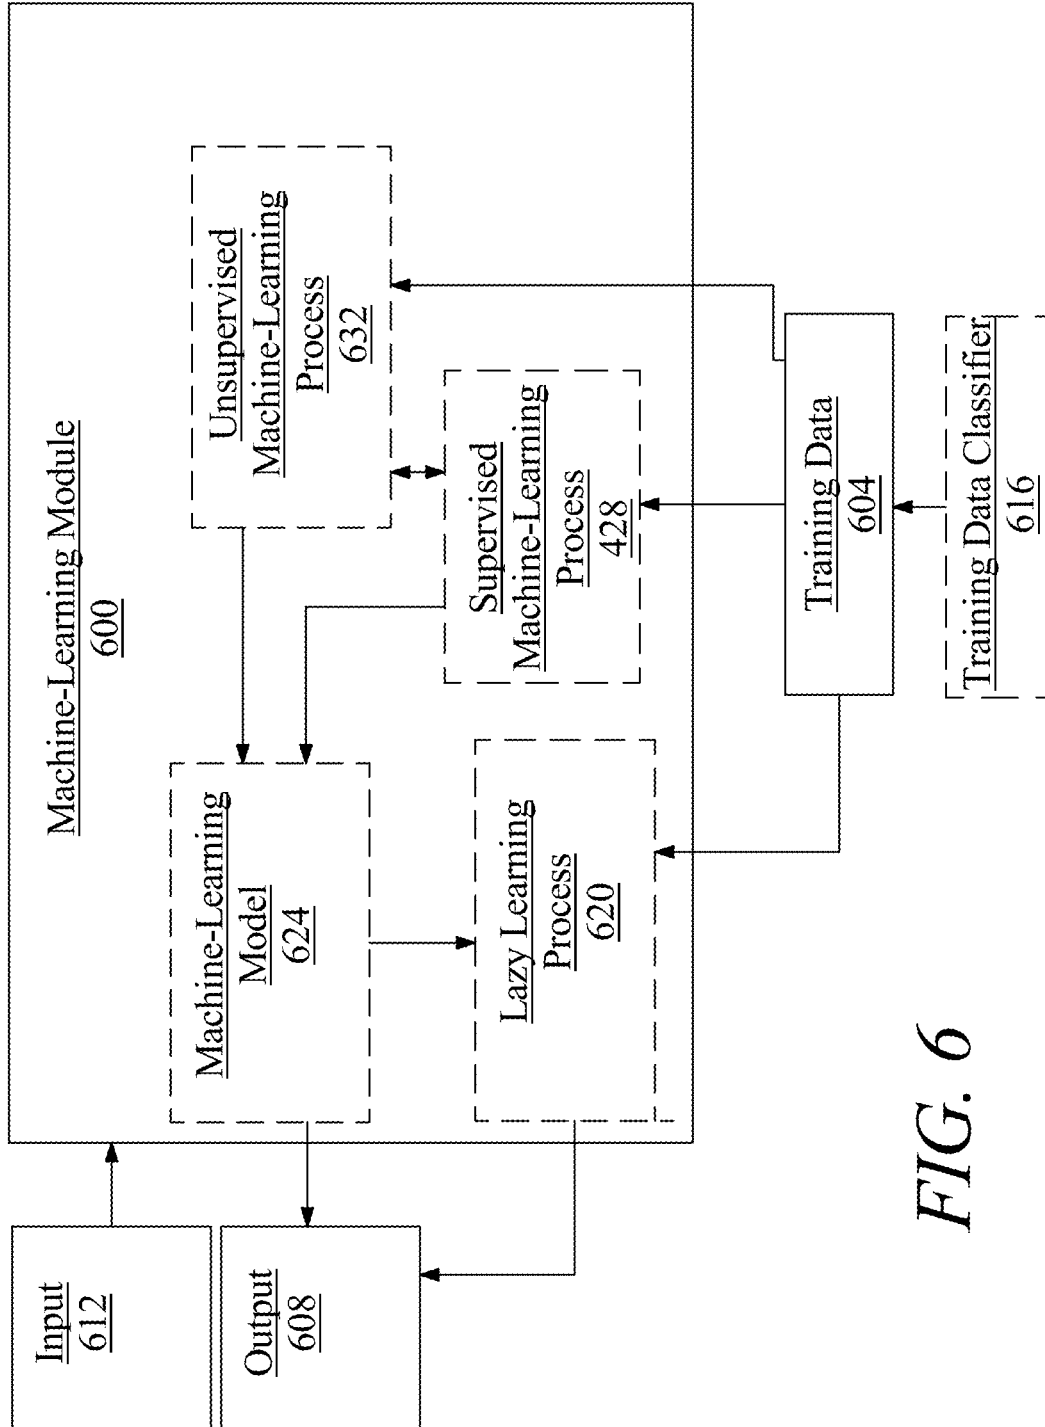 Machine-Learning Module
600
Input
612
Output
608
Machine-Learning
Model
624
Unsupervised
Machine-Learning
Process
632
Lazy Learning
Process
620
Supervised
Machine-Learning
Process
428
Training Data
604
Training Data Classifier
616
FIG. 6